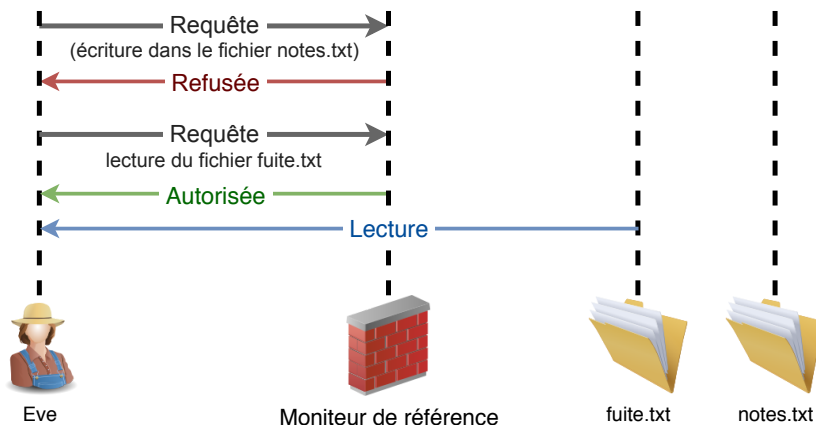 Requête
(écriture dans le fichier notes.txt)
Refusée
Requête
lecture du fichier fuite.txt
Autorisée
Lecture
Eve
Moniteur de référence
fuite.txt
notes.txt